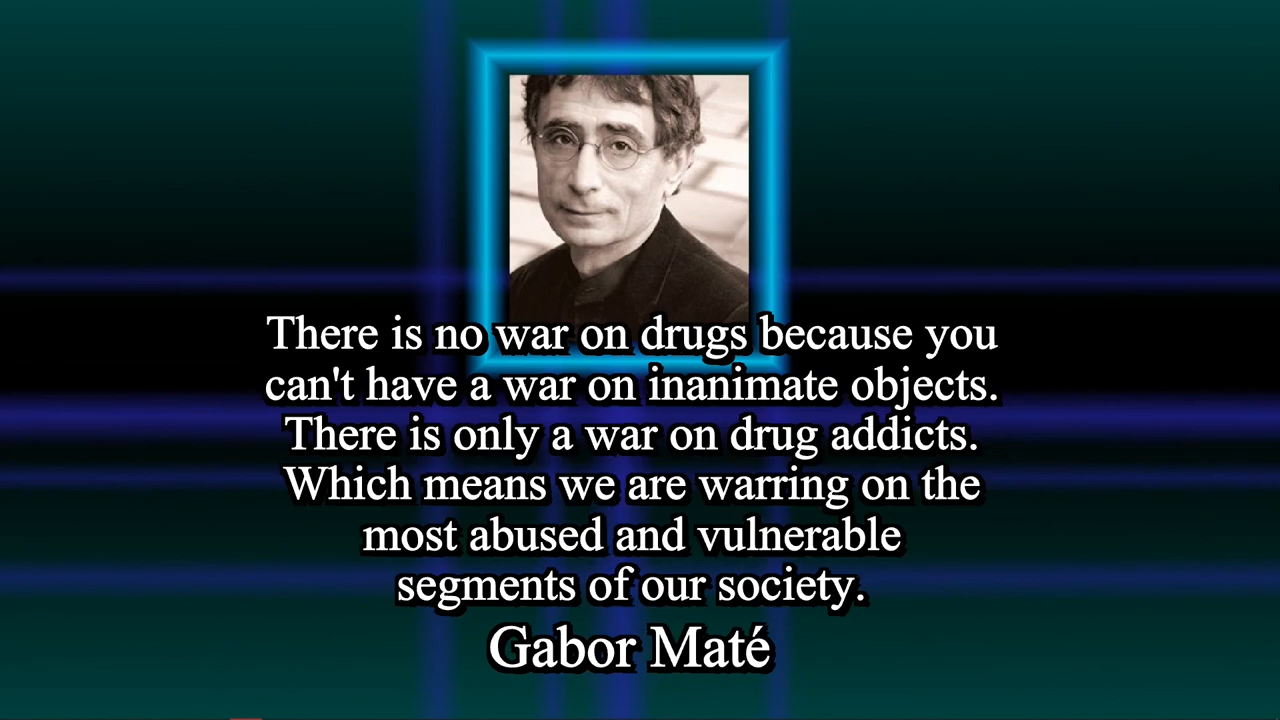 There is no war on drugs because you
can't have a war on inanimate objects.
There is only a war on drug addicts.
Which means we are warring on the
most abused and vulnerable
segments of our society.
Gabor Maté